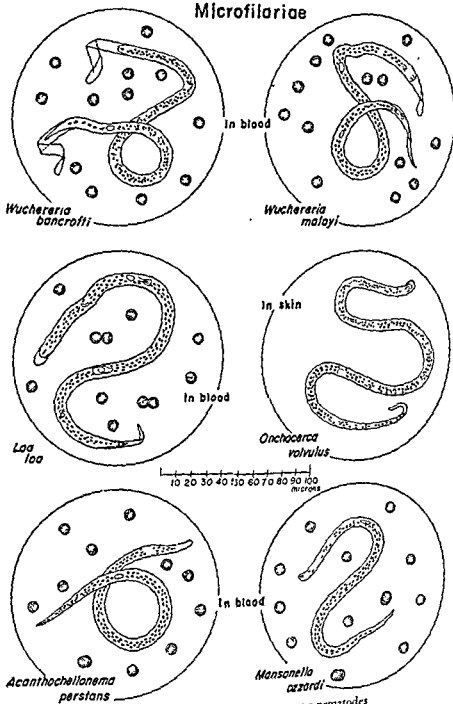 Microfilariae
In blood
Wuchereria
bancrofti
Wuchereria
malayi
In skin
In blood
Loa
loa
Onchocerca
volvulus
10 20 30 40 50 60 70 80 90 100
microns
In blood
Acanthocheilonema
perstans
Mansonella
ozzardi
nematodes